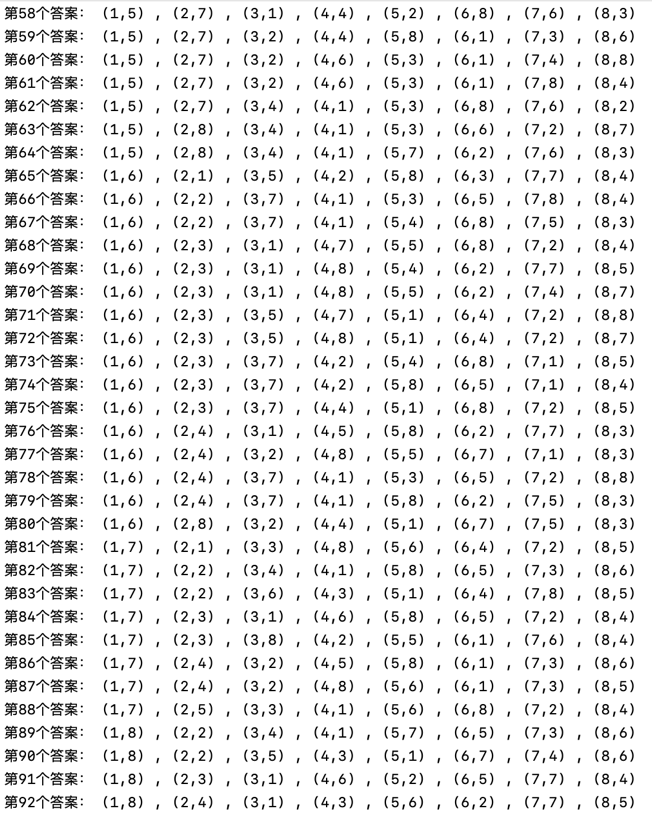 第58个答案： (1,5) , (2,7) , (3,1) , (4,4) , (5,2) , (6,8) , (7,6) , (8,3)
第59个答案： (1,5) , (2,7) , (3,2) , (4,4) , (5,8) , (6,1) , (7,3) , (8,6)
第60个答案： (1,5) , (2,7) , (3,2) , (4,6) , (5,3) , (6,1) , (7,4) , (8,8)
第61个答案： (1,5) , (2,7) , (3,2) , (4,6) , (5,3) , (6,1) , (7,8) , (8,4)
第62个答案： (1,5) , (2,7) , (3,4) , (4,1) , (5,3) , (6,8) , (7,6) , (8,2)
第63个答案： (1,5) , (2,8) , (3,4) , (4,1) , (5,3) , (6,6) , (7,2) , (8,7)
第64个答案： (1,5) , (2,8) , (3,4) , (4,1) , (5,7) , (6,2) , (7,6) , (8,3)
第65个答案： (1,6) , (2,1) , (3,5) , (4,2) , (5,8) , (6,3) , (7,7) , (8,4)
第66个答案： (1,6) , (2,2) , (3,7) , (4,1) , (5,3) , (6,5) , (7,8) , (8,4)
第67个答案： (1,6) , (2,2) , (3,7) , (4,1) , (5,4) , (6,8) , (7,5) , (8,3)
第68个答案： (1,6) , (2,3) , (3,1) , (4,7) , (5,5) , (6,8) , (7,2) , (8,4)
第69个答案： (1,6) , (2,3) , (3,1) , (4,8) , (5,4) , (6,2) , (7,7) , (8,5)
第70个答案： (1,6) , (2,3) , (3,1) , (4,8) , (5,5) , (6,2) , (7,4) , (8,7)
第71个答案： (1,6) , (2,3) , (3,5) , (4,7) , (5,1) , (6,4) , (7,2) , (8,8)
第72个答案： (1,6) , (2,3) , (3,5) , (4,8) , (5,1) , (6,4) , (7,2) , (8,7)
第73个答案： (1,6) , (2,3) , (3,7) , (4,2) , (5,4) , (6,8) , (7,1) , (8,5)
第74个答案： (1,6) , (2,3) , (3,7) , (4,2) , (5,8) , (6,5) , (7,1) , (8,4)
第75个答案： (1,6) , (2,3) , (3,7) , (4,4) , (5,1) , (6,8) , (7,2) , (8,5)
第76个答案： (1,6) , (2,4) , (3,1) , (4,5) , (5,8) , (6,2) , (7,7) , (8,3)
第77个答案： (1,6) , (2,4) , (3,2) , (4,8) , (5,5) , (6,7) , (7,1) , (8,3)
第78个答案： (1,6) , (2,4) , (3,7) , (4,1) , (5,3) , (6,5) , (7,2) , (8,8)
第79个答案： (1,6) , (2,4) , (3,7) , (4,1) , (5,8) , (6,2) , (7,5) , (8,3)
第80个答案： (1,6) , (2,8) , (3,2) , (4,4) , (5,1) , (6,7) , (7,5) , (8,3)
第81个答案： (1,7) , (2,1) , (3,3) , (4,8) , (5,6) , (6,4) , (7,2) , (8,5)
第82个答案： (1,7) , (2,2) , (3,4) , (4,1) , (5,8) , (6,5) , (7,3) , (8,6)
第83个答案： (1,7) , (2,2) , (3,6) , (4,3) , (5,1) , (6,4) , (7,8) , (8,5)
第84个答案： (1,7) , (2,3) , (3,1) , (4,6) , (5,8) , (6,5) , (7,2) , (8,4)
第85个答案： (1,7) , (2,3) , (3,8) , (4,2) , (5,5) , (6,1) , (7,6) , (8,4)
第86个答案： (1,7) , (2,4) , (3,2) , (4,5) , (5,8) , (6,1) , (7,3) , (8,6)
第87个答案： (1,7) , (2,4) , (3,2) , (4,8) , (5,6) , (6,1) , (7,3) , (8,5)
第88个答案： (1,7) , (2,5) , (3,3) , (4,1) , (5,6) , (6,8) , (7,2) , (8,4)
第89个答案： (1,8) , (2,2) , (3,4) , (4,1) , (5,7) , (6,5) , (7,3) , (8,6)
第90个答案： (1,8) , (2,2) , (3,5) , (4,3) , (5,1) , (6,7) , (7,4) , (8,6)
第91个答案： (1,8) , (2,3) , (3,1) , (4,6) , (5,2) , (6,5) , (7,7) , (8,4)
第92个答案： (1,8) , (2,4) , (3,1) , (4,3) , (5,6) , (6,2) , (7,7) , (8,5)